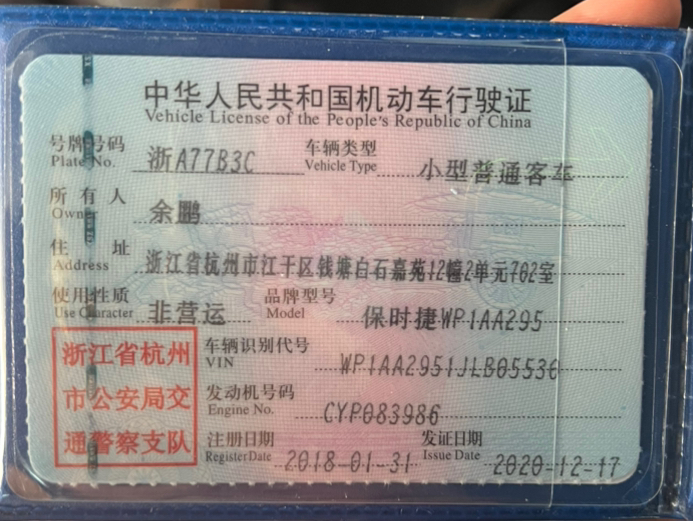 中华人民共和国机动车行驶证
Vehicle License of the People's Republic of China
号牌号码 浙A77B3C 车辆类型 小型普通客车
Plate No. Vehicle Type
所有人 余鹏
Owner
住址 浙江省杭州市江干区钱塘白石嘉苑12幢2单元702室
Address
使用性质 非营运 品牌型号 保时捷WP1AA295
Use Character Model
浙江省杭州
市公安局交
通警察支队
车辆识别代号 WP1AA2951JLB05536
VIN
发动机号码 CYP083986
Engine No.
注册日期 2018-01-31 发证日期 2020-12-17
Register Date Issue Date